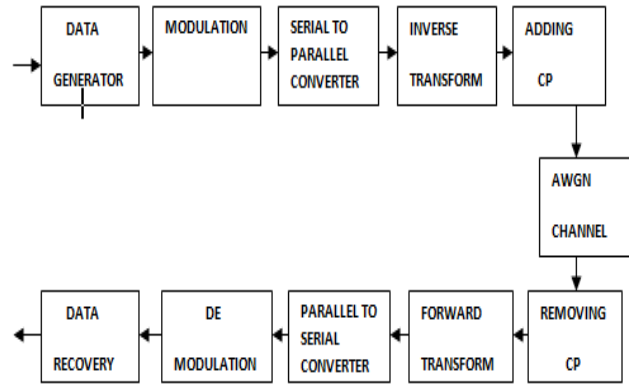 DATA
GENERATOR
MODULATION
SERIAL TO
PARALLEL
CONVERTER
INVERSE
TRANSFORM
ADDING
CP
AWGN
CHANNEL
DATA
RECOVERY
DE
MODULATION
PARALLEL TO
SERIAL
CONVERTER
FORWARD
TRANSFORM
REMOVING
CP